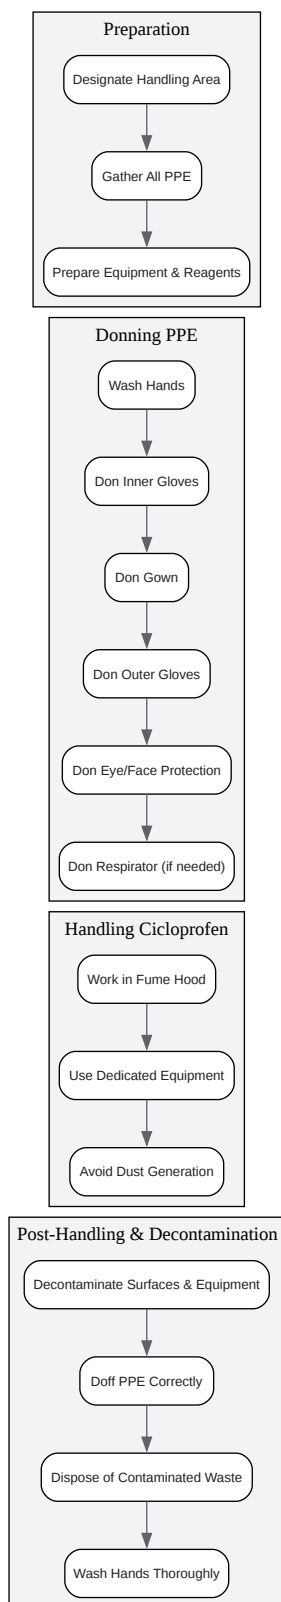 Preparation
Designate Handling Area
Gather All PPE
Prepare Equipment & Reagents
Donning PPE
Wash Hands
Don Inner Gloves
Don Gown
Don Outer Gloves
Don Eye/Face Protection
Don Respirator (if needed)
Handling Cicloprofen
Work in Fume Hood
Use Dedicated Equipment
Avoid Dust Generation
Post-Handling & Decontamination
Decontaminate Surfaces & Equipment
Doff PPE Correctly
Dispose of Contaminated Waste
Wash Hands Thoroughly